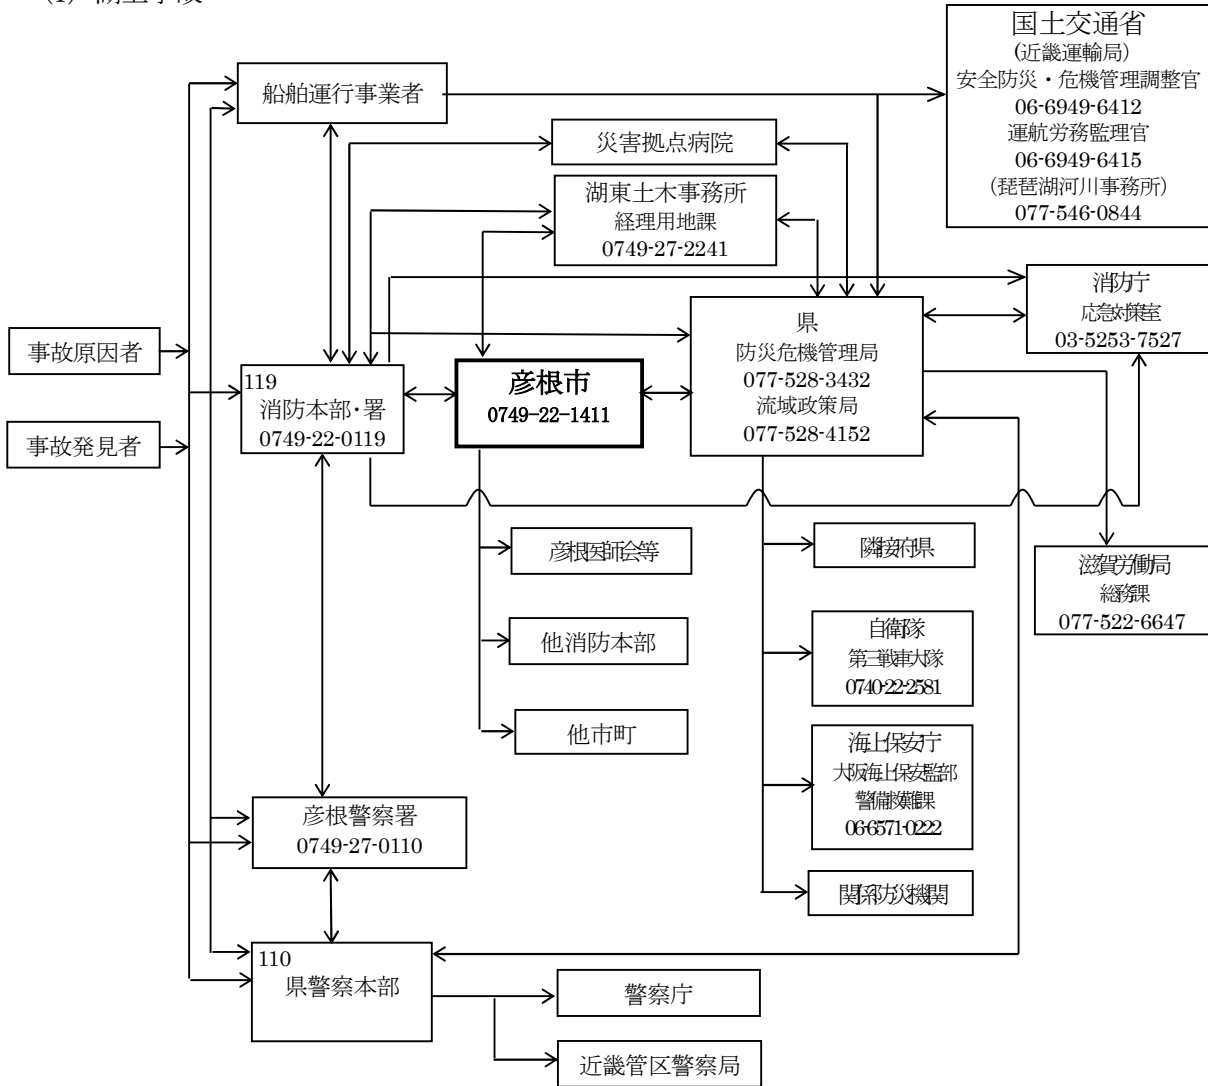 国土交通省
(近畿運輸局)
安全防災・危機管理調整官
06-6949-6412
運航労務監理官
06-6949-6415
(琵琶湖河川事務所)
077-546-0844
船舶運行事業者
災害拠点病院
湖東土木事務所
経理用地課
0749-27-2241
消防庁
応急対策室
03-5253-7527
県
防災危機管理局
077-528-3432
流域政策局
077-528-4152
事故原因者
119
消防本部・署
0749-22-0119
彦根市
0749-22-1411
事故発見者
彦根医師会等
隣接府県
滋賀労働局
総務課
077-522-6647
他消防本部
自衛隊
第三戦車大隊
0740-22-2581
他市町
海上保安庁
大阪海上保安監部
警備救難課
06-6571-0222
彦根警察署
0749-27-0110
関係防災機関
110
県警察本部
警察庁
近畿管区警察局